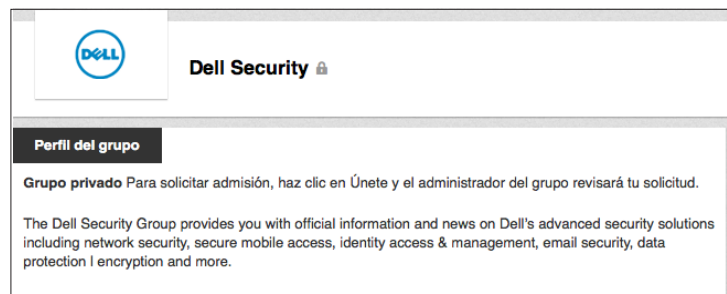 DELL
Dell Security
Perfil del grupo
Grupo privado Para solicitar admisión, haz clic en Únete y el administrador del grupo revisará tu solicitud.
The Dell Security Group provides you with official information and news on Dell's advanced security solutions
including network security, secure mobile access, identity access & management, email security, data
protection l encryption and more.